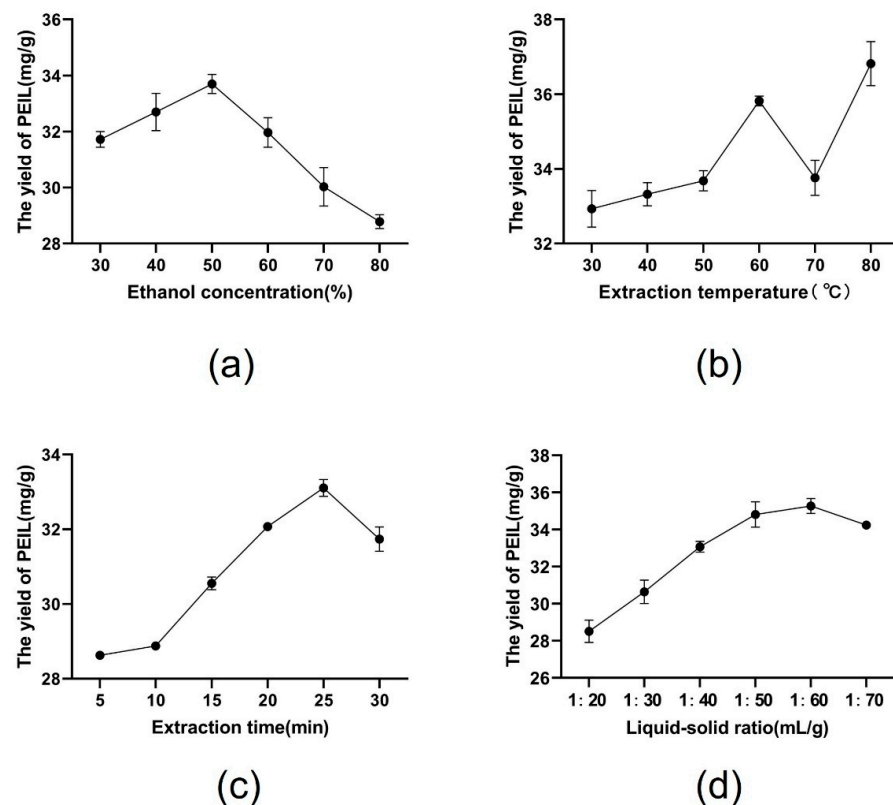 The yield of PEIL(mg/g)
36
34
32
30
28
30 40 50 60 70 80
Ethanol concentration(%)
(a)
The yield of PEIL(mg/g)
38
36
34
32
30 40 50 60 70 80
Extraction temperature(℃)
(b)
The yield of PEIL(mg/g)
34
32
30
28
5 10 15 20 25 30
Extraction time(min)
(c)
The yield of PEIL(mg/g)
38
36
34
32
30
28
26
1:20 1:30 1:40 1:50 1:60 1:70
Liquid-solid ratio(mL/g)
(d)